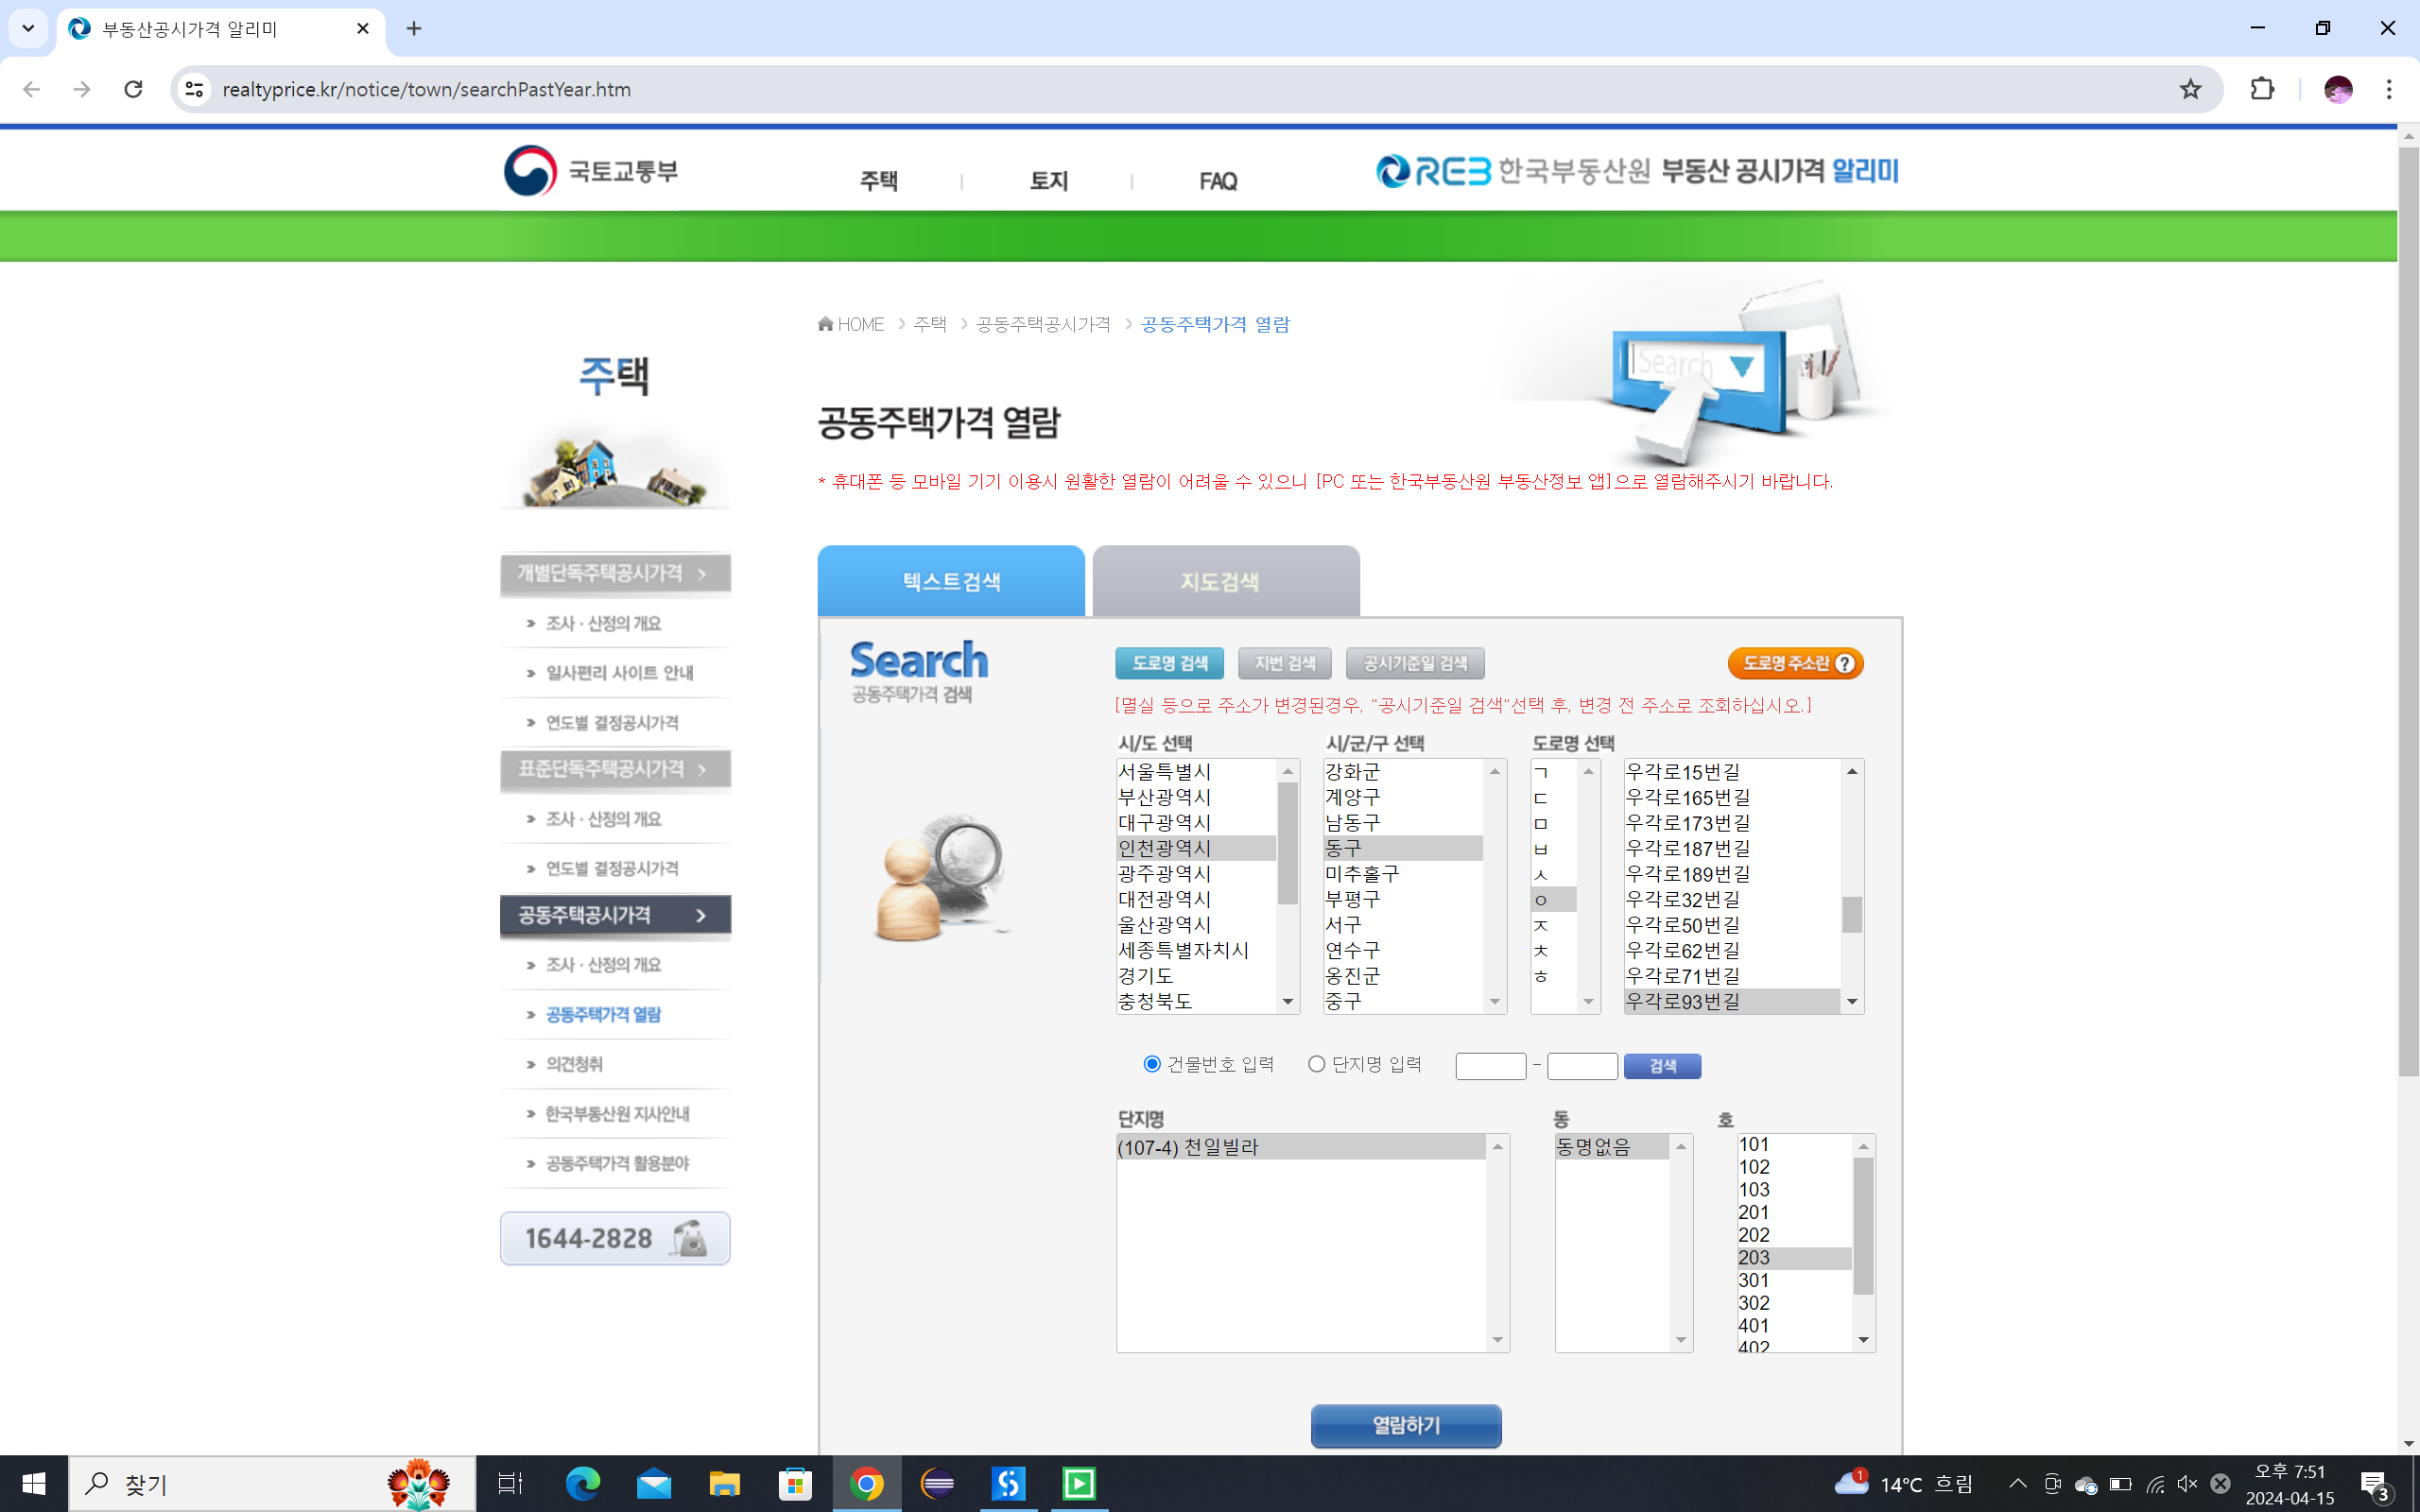 부동산공시가격 알리미
realtyprice.kr/notice/town/searchPastYear.htm
국토교통부
주택
토지
FAQ
REB 한국부동산원 부동산 공시가격 알리미
HOME 주택 공동주택공시가격 공동주택가격 열람
Search
주택
공동주택가격 열람
* 휴대폰 등 모바일 기기 이용시 원활한 열람이 어려울 수 있으니 [PC 또는 한국부동산원 부동산정보 앱]으로 열람해주시기 바랍니다.
개별단독주택공시가격
조사 · 산정의 개요
일사편리 사이트 안내
연도별 결정공시가격
표준단독주택공시가격
조사 · 산정의 개요
연도별 결정공시가격
공동주택공시가격
조사 · 산정의 개요
공동주택가격 열람
의견청취
한국부동산원 지사안내
공동주택가격 활용분야
1644-2828
텍스트검색
지도검색
Search
공동주택가격 검색
도로명 검색
지번 검색
공시기준일 검색
도로명 주소란 ?
[멸실 등으로 주소가 변경된경우, "공시기준일 검색"선택 후, 변경 전 주소로 조회하십시오.]
시/도 선택
서울특별시
부산광역시
대구광역시
인천광역시
광주광역시
대전광역시
울산광역시
세종특별자치시
경기도
충청북도
시/군/구 선택
강화군
계양구
남동구
동구
미추홀구
부평구
서구
연수구
옹진군
중구
도로명 선택
ㄱ
ㄷ
ㅁ
ㅂ
ㅅ
ㅇ
ㅈ
ㅊ
ㅎ
우각로15번길
우각로165번길
우각로173번길
우각로187번길
우각로189번길
우각로32번길
우각로50번길
우각로62번길
우각로71번길
우각로93번길
건물번호 입력
단지명 입력
-
검색
단지명
(107-4) 천일빌라
동
동명없음
호
101
102
103
201
202
203
301
302
401
402
열람하기
찾기
1
14°C 흐림
오후 7:51
2024-04-15
3